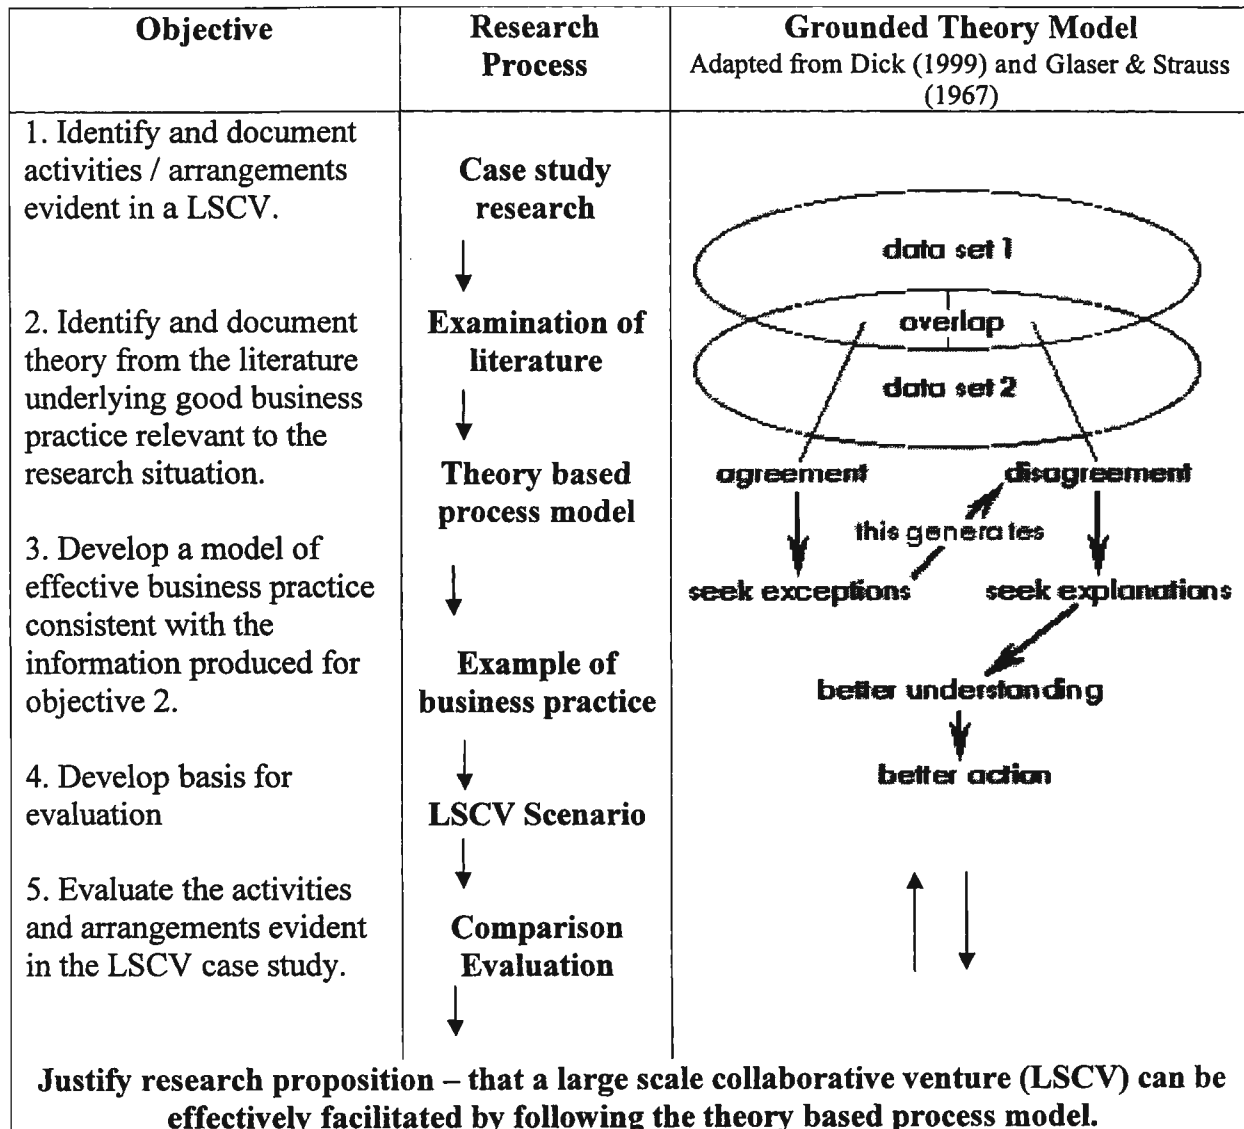 Objective
Research
Process
Grounded Theory Model
Adapted from Dick (1999) and Glaser & Strauss
(1967)
1. Identify and document
activities / arrangements
evident in a LSCV.
2. Identify and document
theory from the literature
underlying good business
practice relevant to the
research situation.
3. Develop a model of
effective business practice
consistent with the
information produced for
objective 2.
4. Develop basis for
evaluation
5. Evaluate the activities
and arrangements evident
in the LSCV case study.
Case study
research
Examination of
literature
Theory based
process model
Example of
business practice
LSCV Scenario
Comparison
Evaluation
data set 1
overlap
data set 2
agreement
disagreement
this generates
seek exceptions
seek explanations
better understanding
better action
Justify research proposition – that a large scale collaborative venture (LSCV) can be
effectively facilitated by following the theory based process model.